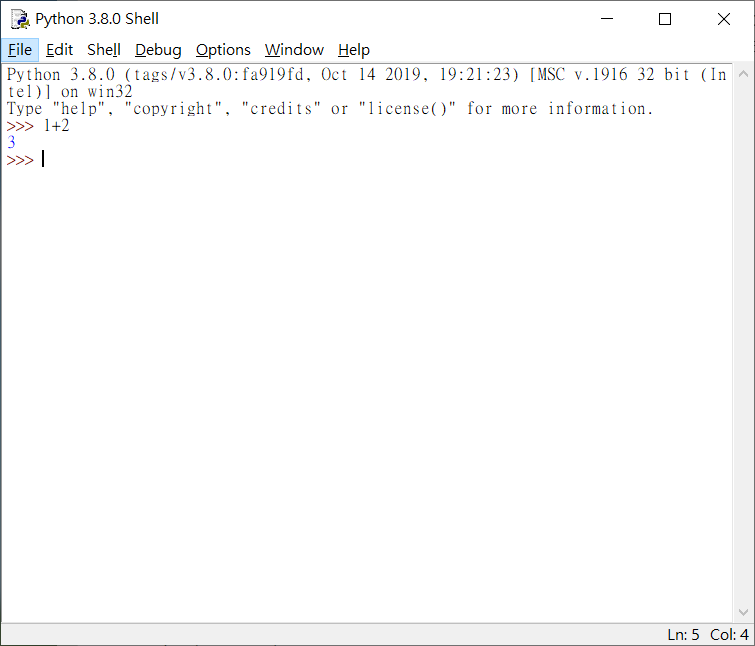 Python 3.8.0 Shell
File Edit Shell Debug Options Window Help
Python 3.8.0 (tags/v3.8.0:fa919fd, Oct 14 2019, 19:21:23) [MSC v.1916 32 bit (In
tel)] on win32
Type "help", "copyright", "credits" or "license()" for more information.
>>> 1+2
3
>>>
Ln: 5 Col: 4